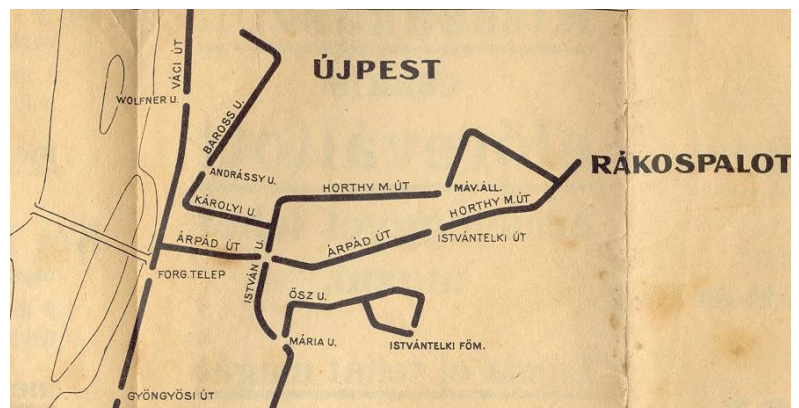 VÁCI ÚT
ÚJPEST
WOLFNER U.
BAROSS U.
RÁKOSPALOT
ANDRÁSSY U.
KÁROLYI U.
HORTHY M. ÚT
MÁV. ÁLL.
HORTHY M. ÚT
ÁRPÁD ÚT
ÁRPÁD ÚT
ISTVÁNTELKI ÚT
ISTVÁN U.
FORG. TELEP
ŐSZ U.
MÁRIA U.
ISTVÁNTELKI FŐM.
GYÖNGYÖSI ÚT